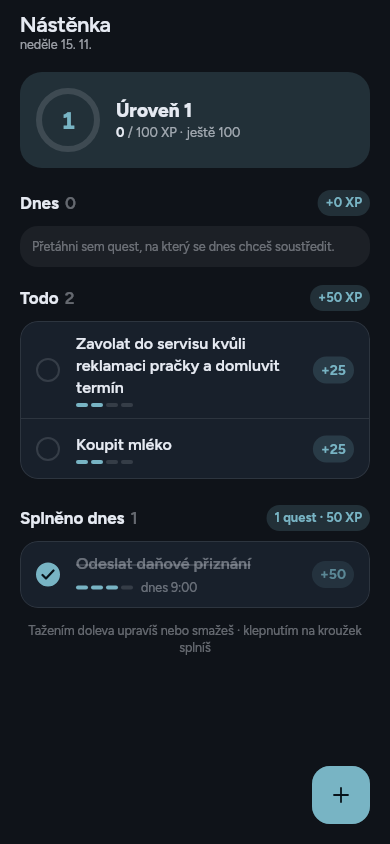 Nástěnka
neděle 15. 11.
1
Úroveň 1
0 / 100 XP · ještě 100
Dnes 0
+0 XP
Přetáhni sem quest, na který se dnes chceš soustředit.
Todo 2
+50 XP
Zavolat do servisu kvůli
reklamaci pračky a domluvit
termín
+25
Koupit mléko
+25
Splněno dnes 1
1 quest · 50 XP
Odeslat daňové přiznání
dnes 9:00
+50
Tažením doleva upravíš nebo smažeš · klepnutím na kroužek
splníš
+